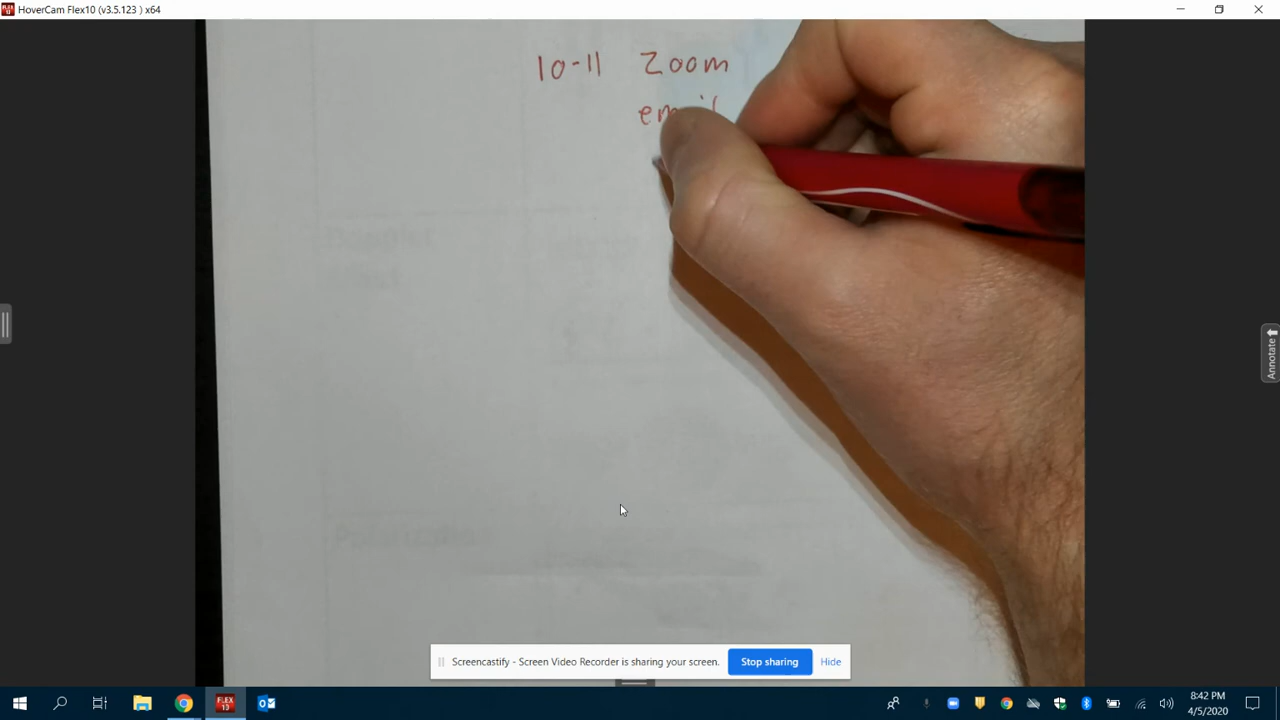 HoverCam Flex10 (v3.5.123 ) x64
10-11 Zoom
email
Annotate
Screencastify - Screen Video Recorder is sharing your screen.
Stop sharing
Hide
8:42 PM
4/5/2020